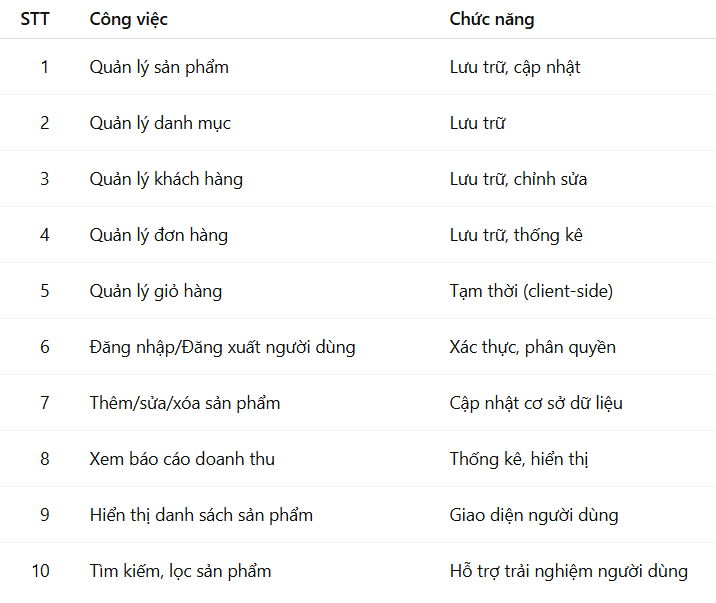 STT Công việc Chức năng
1 Quản lý sản phẩm Lưu trữ, cập nhật
2 Quản lý danh mục Lưu trữ
3 Quản lý khách hàng Lưu trữ, chỉnh sửa
4 Quản lý đơn hàng Lưu trữ, thống kê
5 Quản lý giỏ hàng Tạm thời (client-side)
6 Đăng nhập/Đăng xuất người dùng Xác thực, phân quyền
7 Thêm/sửa/xóa sản phẩm Cập nhật cơ sở dữ liệu
8 Xem báo cáo doanh thu Thống kê, hiển thị
9 Hiển thị danh sách sản phẩm Giao diện người dùng
10 Tìm kiếm, lọc sản phẩm Hỗ trợ trải nghiệm người dùng